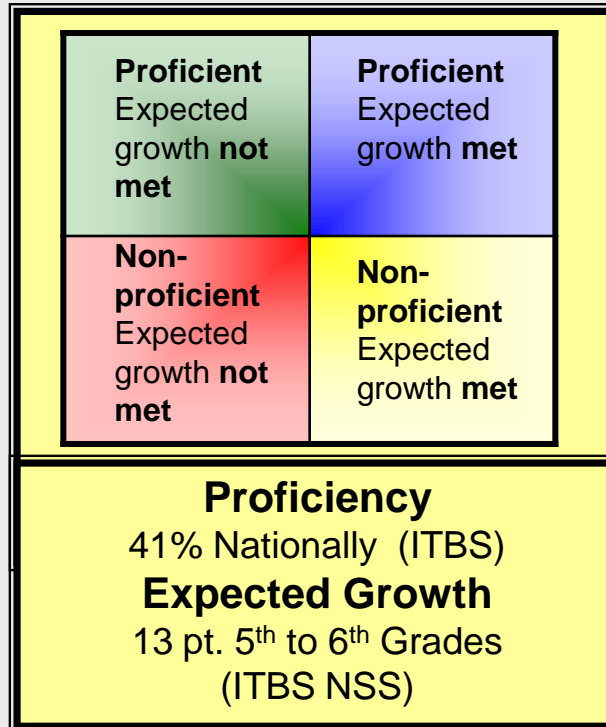 Proficient
Expected
growth not
met
Proficient
Expected
growth met
Non-
proficient
Expected
growth not
met
Non-
proficient
Expected
growth met
Proficiency
41% Nationally (ITBS)
Expected Growth
13 pt. 5th to 6th Grades
(ITBS NSS)